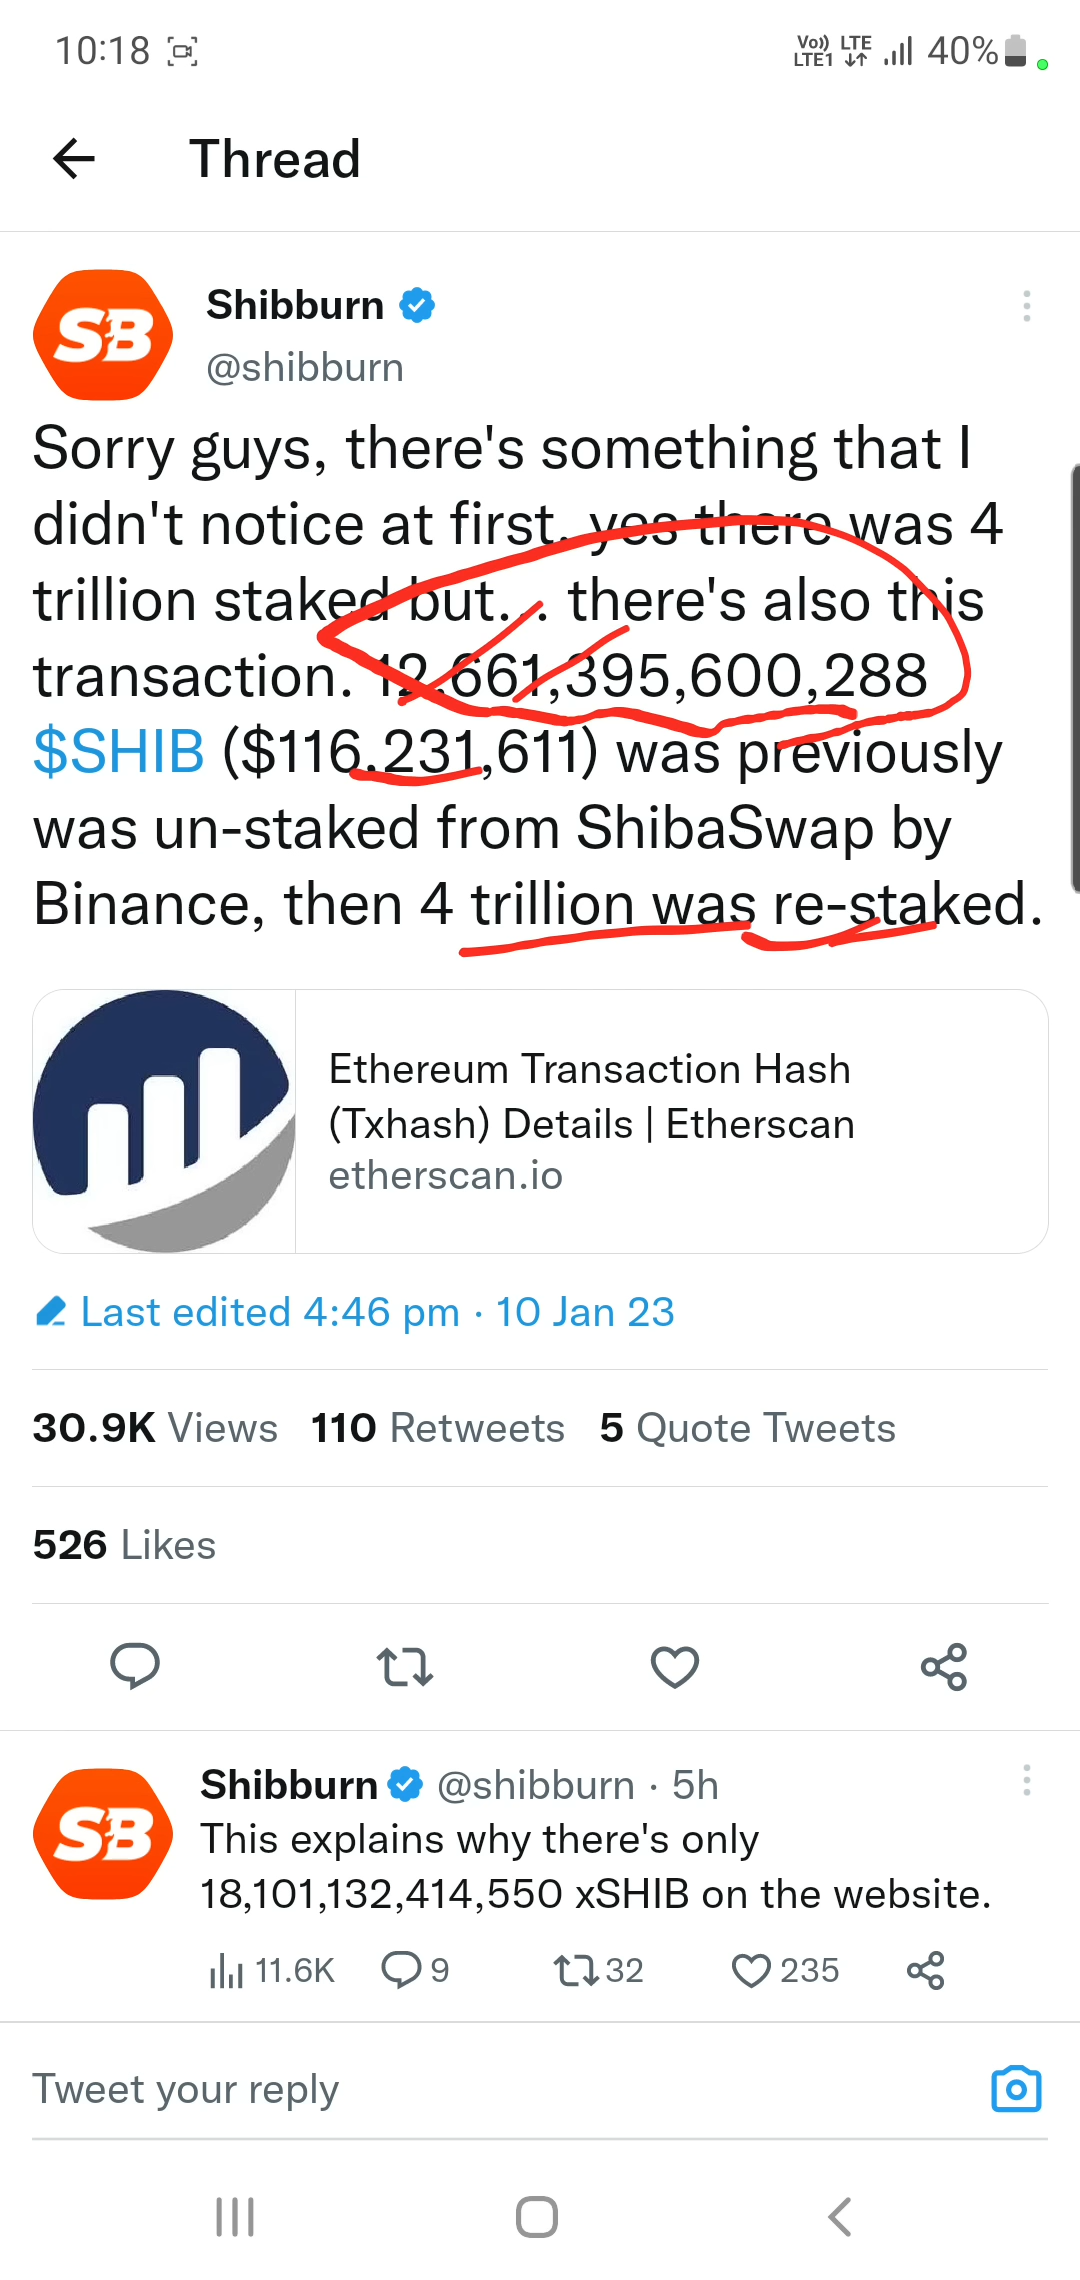 10:18
Vo)) LTE
LTE1
40%
Thread
SB
Shibburn
@shibburn
Sorry guys, there's something that I
didn't notice at first, yes there was 4
trillion staked but... there's also this
transaction. 12,661,395,600,288
$SHIB ($116,231,611) was previously
was un-staked from ShibaSwap by
Binance, then 4 trillion was re-staked.
Ethereum Transaction Hash
(Txhash) Details | Etherscan
etherscan.io
Last edited 4:46 pm · 10 Jan 23
30.9K Views 110 Retweets 5 Quote Tweets
526 Likes
SB
Shibburn @shibburn · 5h
This explains why there's only
18,101,132,414,550 xSHIB on the website.
11.6K 9 32 235
Tweet your reply